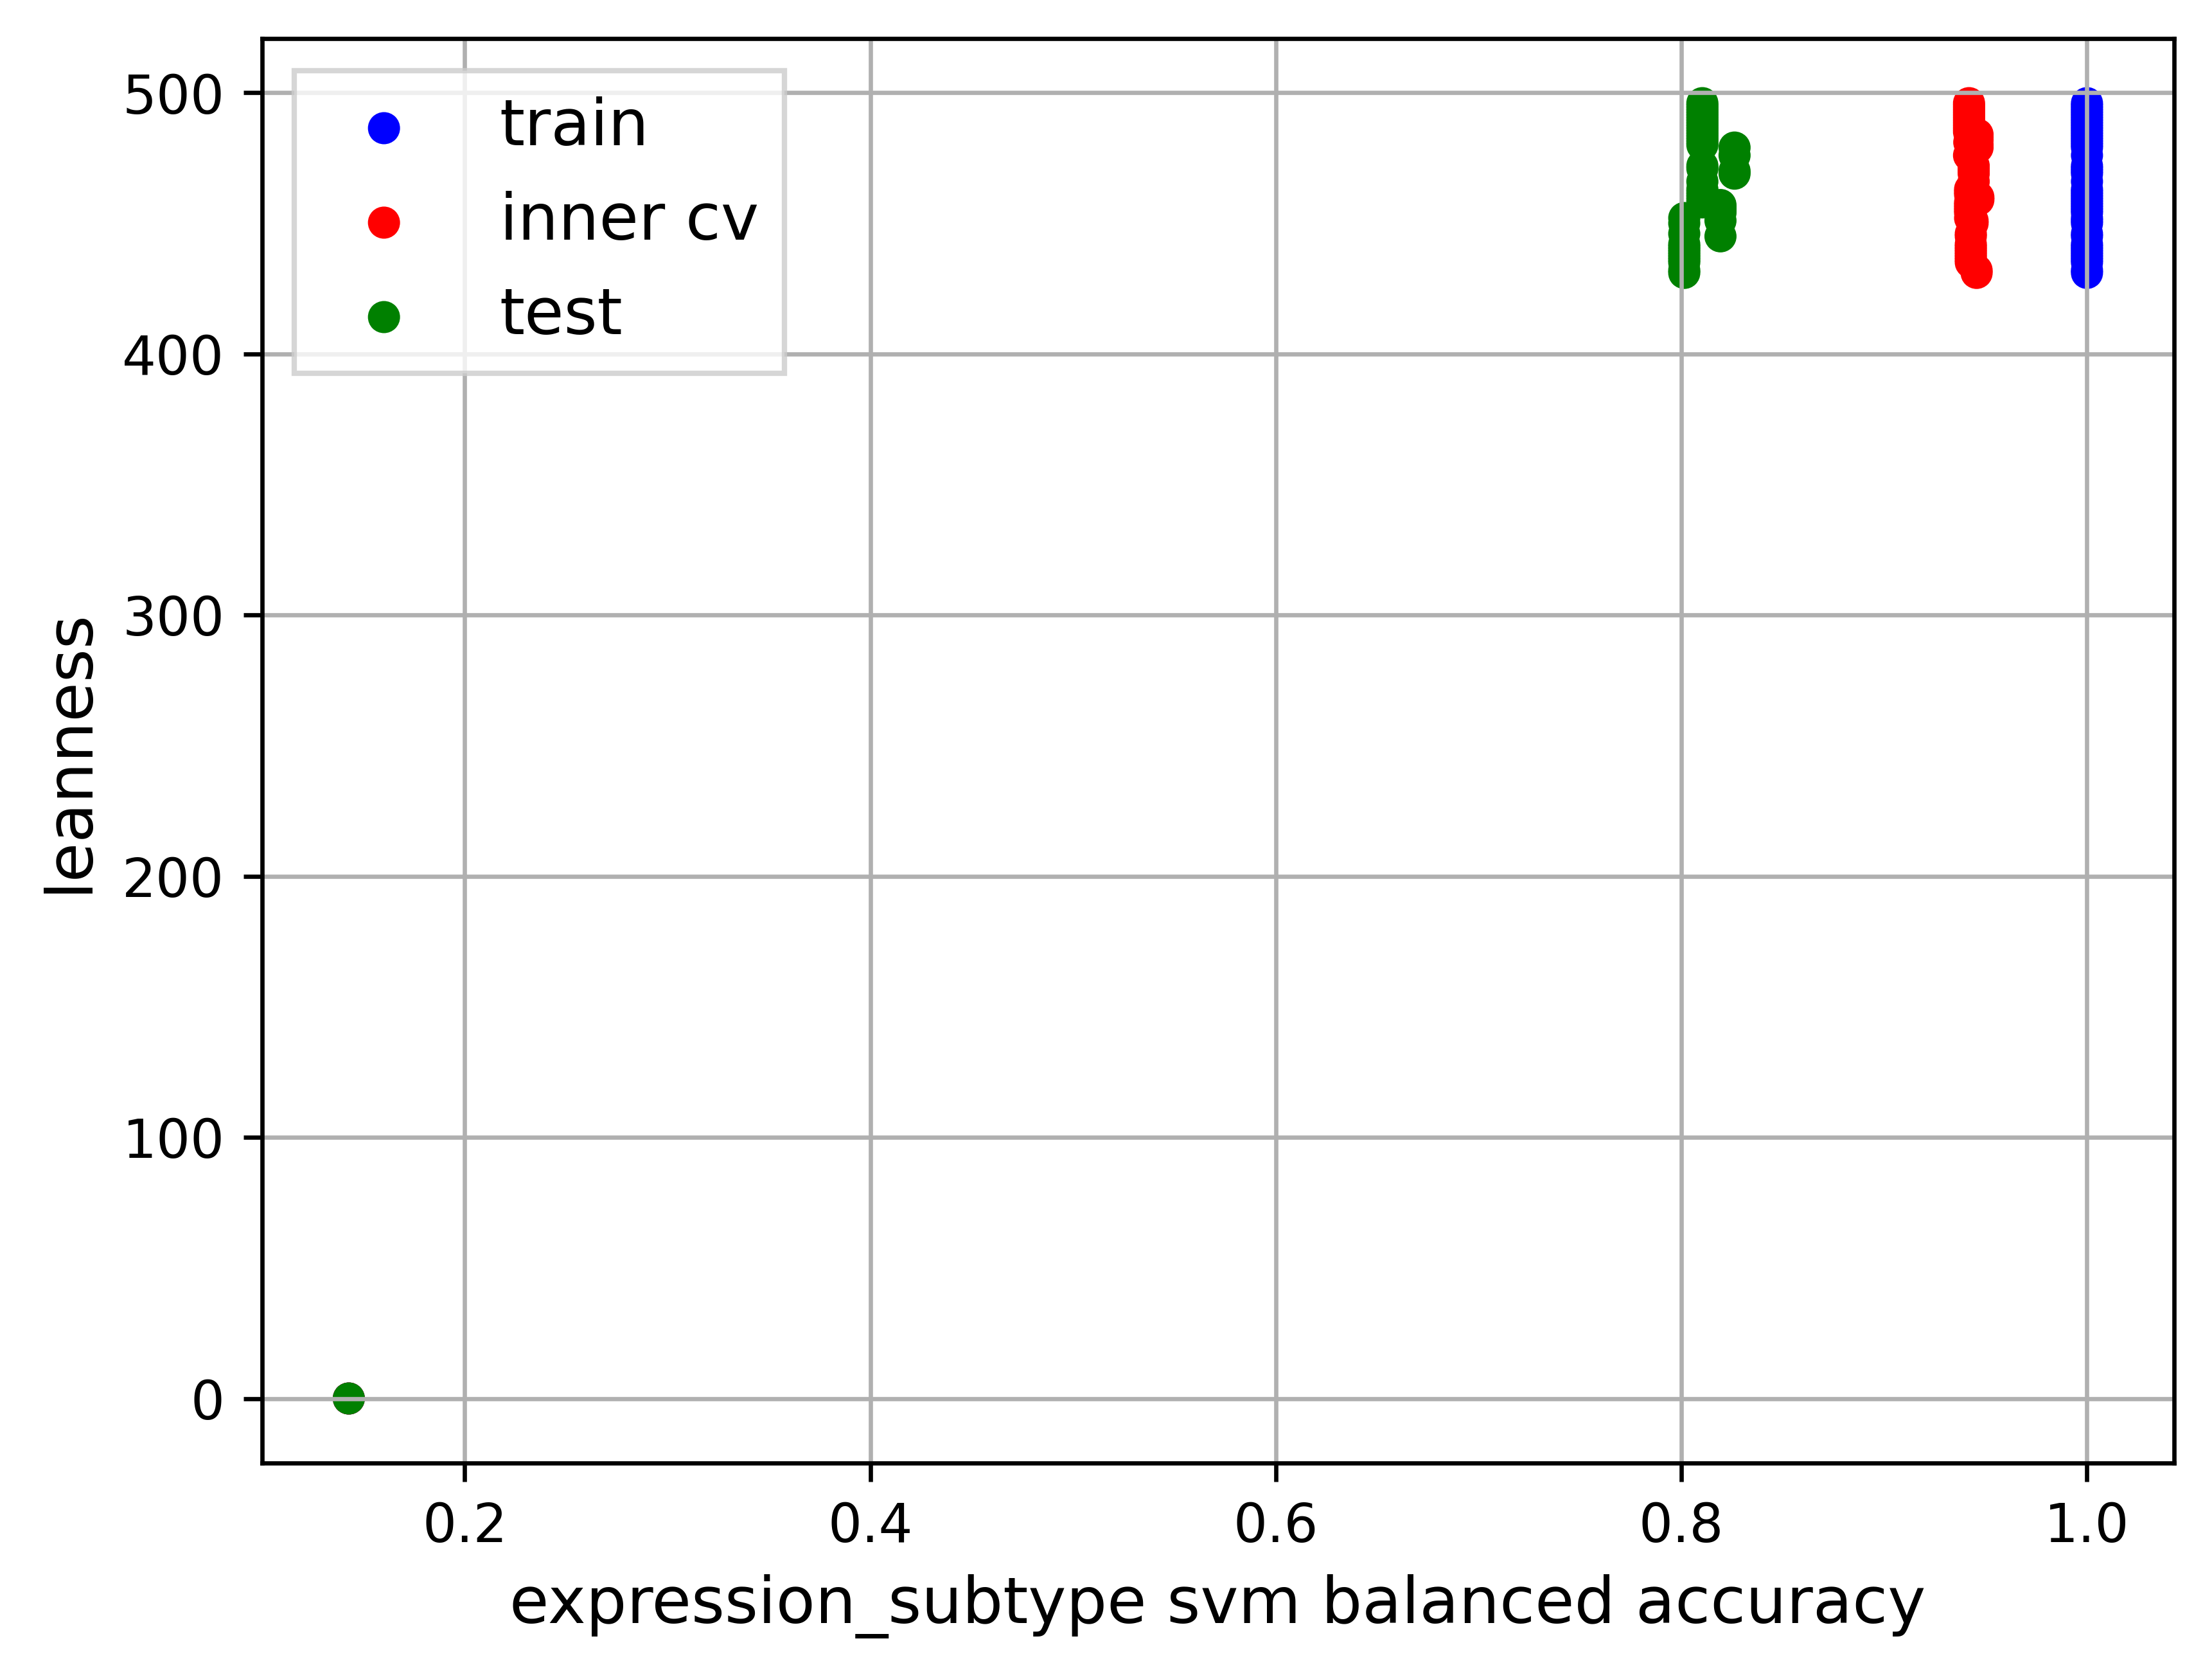 train
inner cv
test
500
400
300
200
100
0
leanness
0.2 0.4 0.6 0.8 1.0
expression_subtype svm balanced accuracy